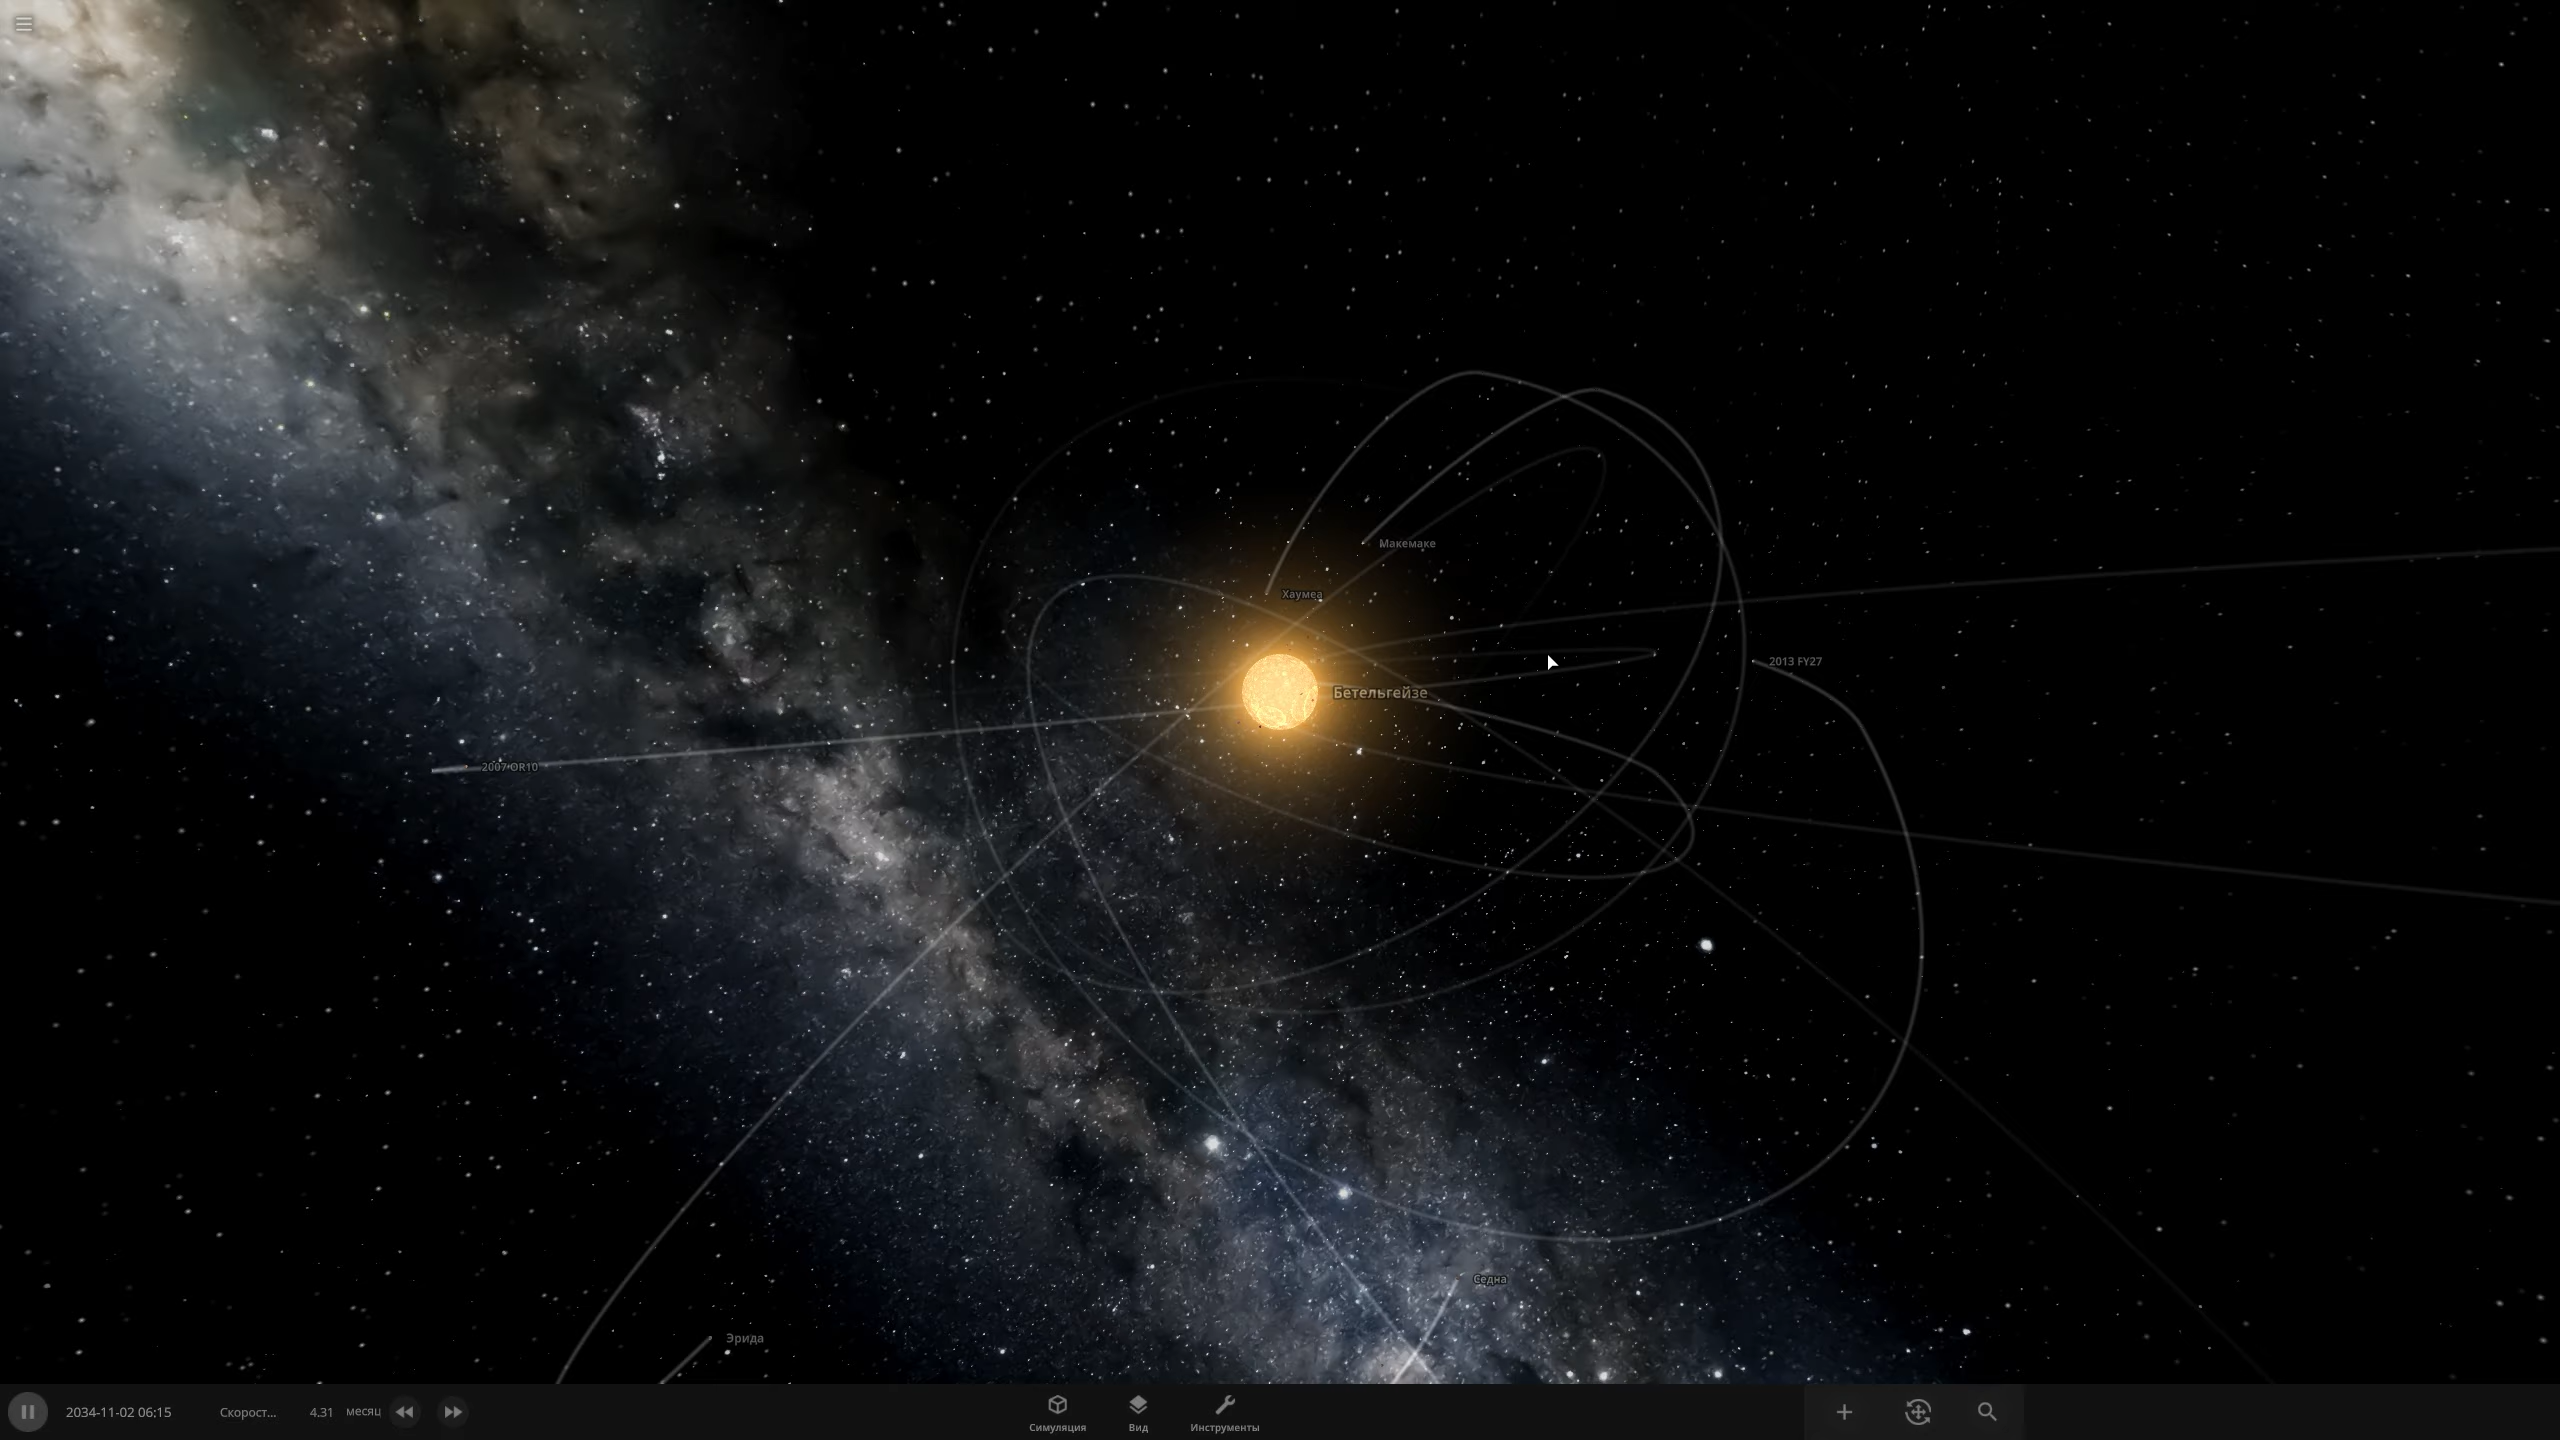 Макемаке
Хаумеа
2013 FY27
Бетельгейзе
2007 OR10
Седна
Эрида
2034-11-02 06:15 Скорост... 4.31 месяц
Симуляция Вид Инструменты